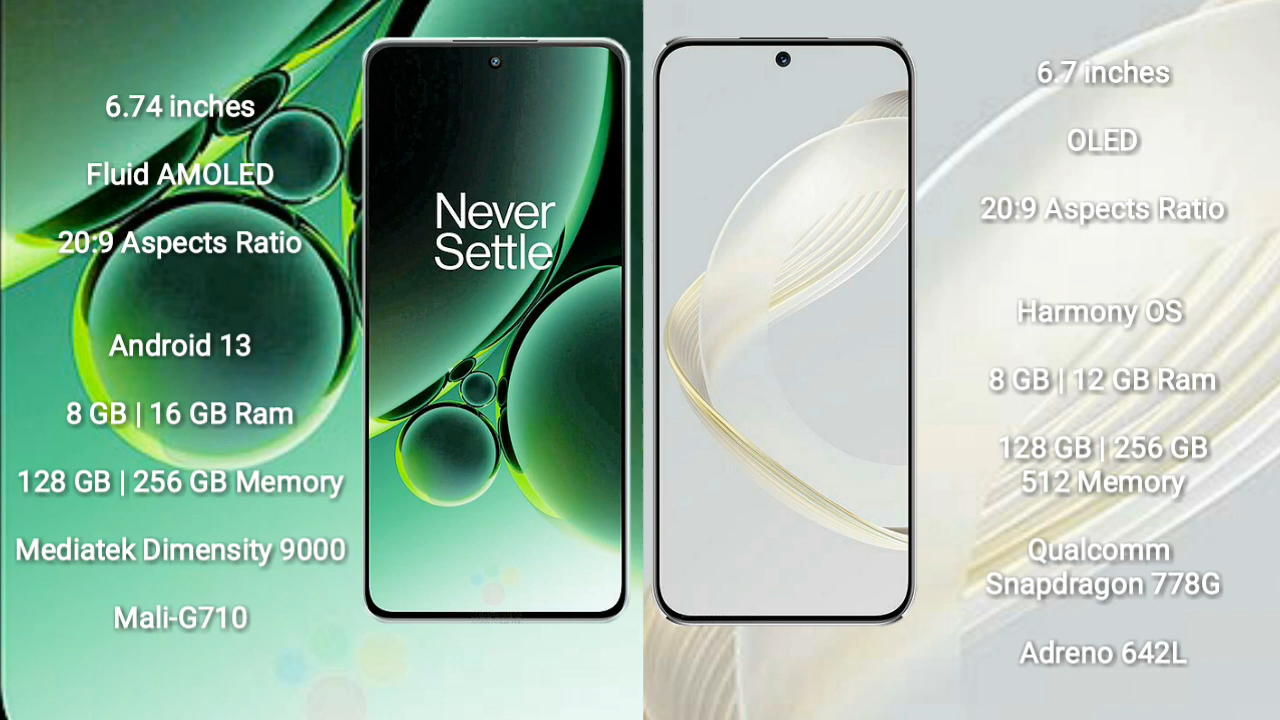 6.74 inches
Fluid AMOLED
20:9 Aspects Ratio
Android 13
8 GB | 16 GB Ram
128 GB | 256 GB Memory
Mediatek Dimensity 9000
Mali-G710
Never
Settle
6.7 inches
OLED
20:9 Aspects Ratio
Harmony OS
8 GB | 12 GB Ram
128 GB | 256 GB
512 Memory
Qualcomm
Snapdragon 778G
Adreno 642L